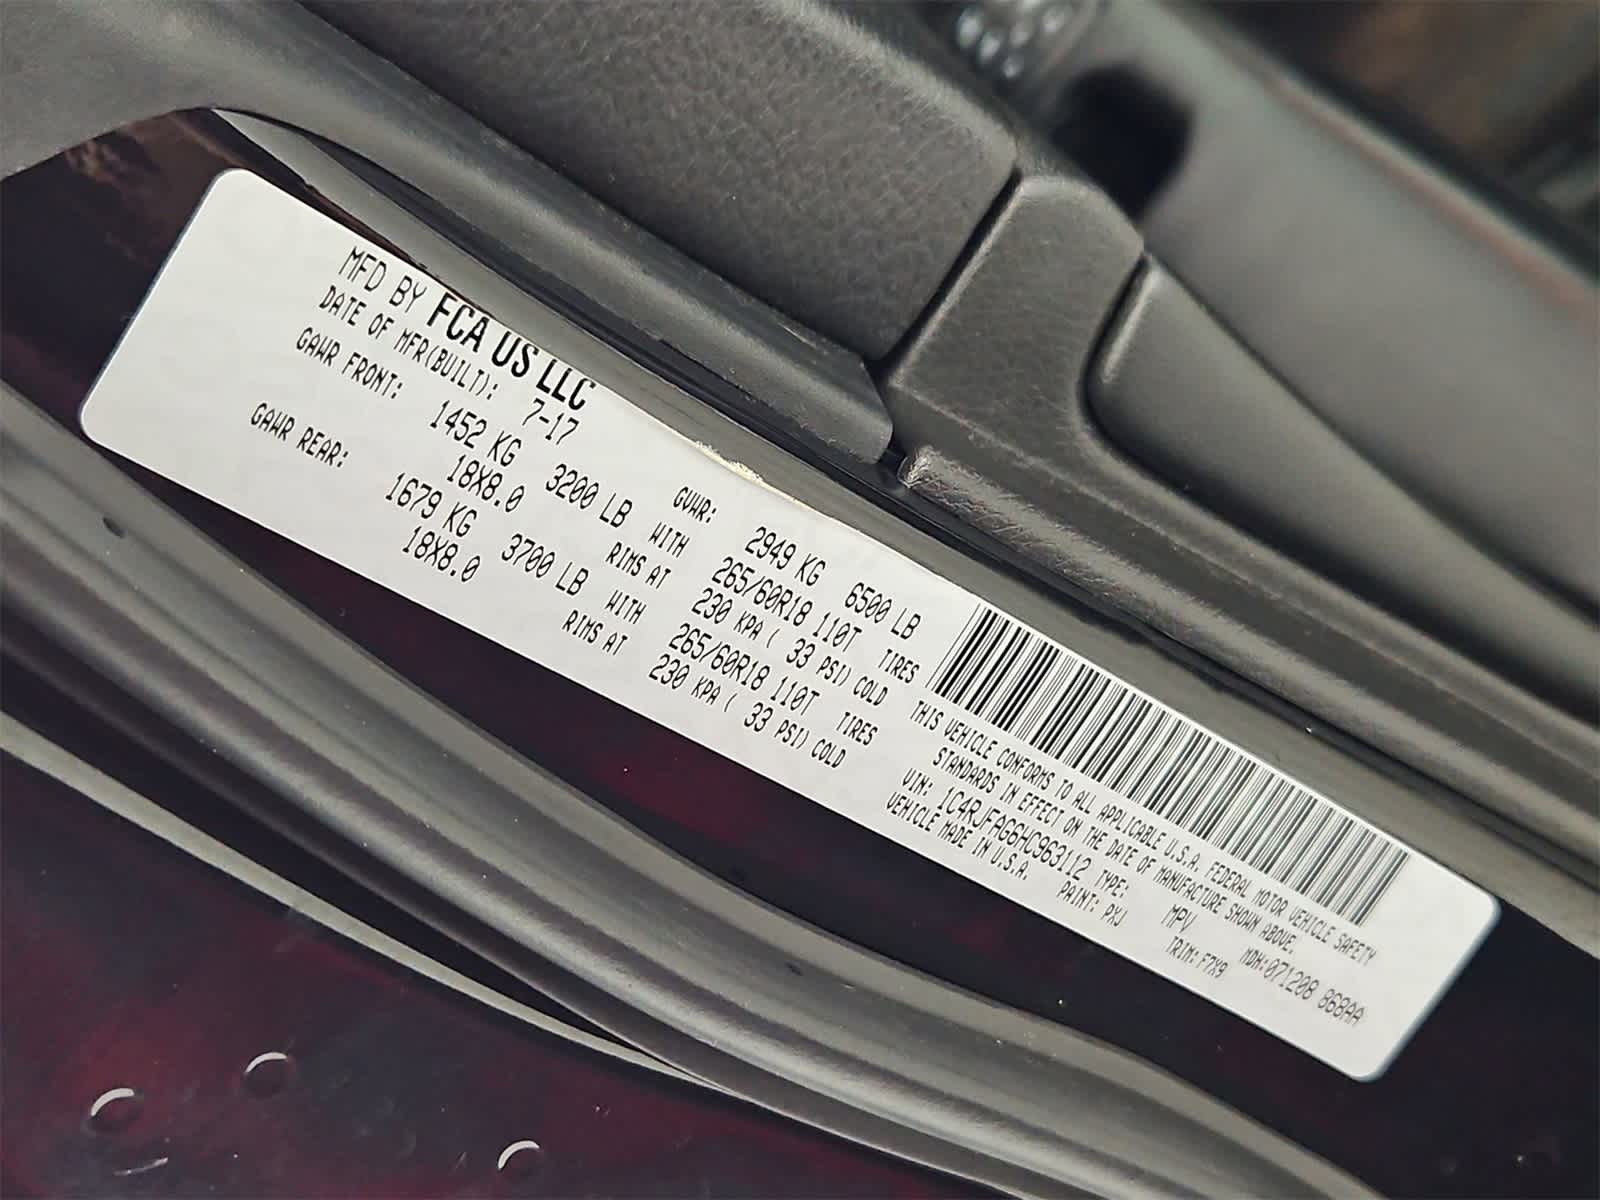 MFD BY FCA US LLC
DATE OF MFR(BUILT): 7-17
GVWR: 2949 KG 6500 LB
GAWR FRONT: 1452 KG 3200 LB WITH 265/60R18 110T TIRES
18X8.0 RIMS AT 230 KPA ( 33 PSI) COLD
GAWR REAR: 1679 KG 3700 LB WITH 265/60R18 110T TIRES
18X8.0 RIMS AT 230 KPA ( 33 PSI) COLD
THIS VEHICLE CONFORMS TO ALL APPLICABLE U.S.A. FEDERAL MOTOR VEHICLE SAFETY
STANDARDS IN EFFECT ON THE DATE OF MANUFACTURE SHOWN ABOVE.
MDH:071208 868AA
VIN: 1C4RJFAG6HC963112 TYPE: MPV
VEHICLE MADE IN U.S.A. PAINT: PXJ TRIM: F7X9